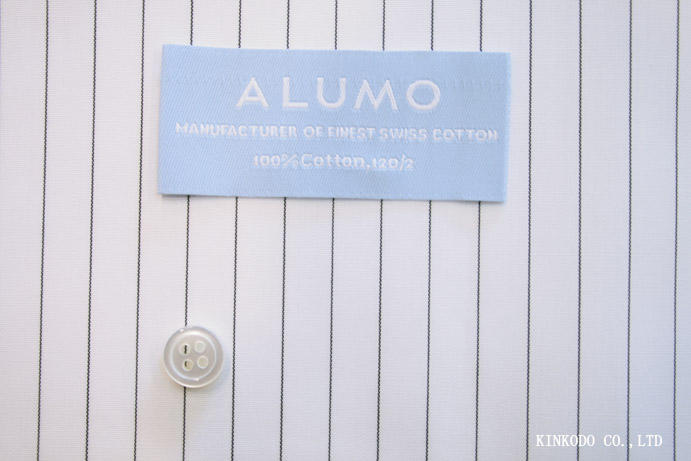 ALUMO
MANUFACTURER OF FINEST SWISS COTTON
100%Cotton.120/2
KINKODO CO.,LTD